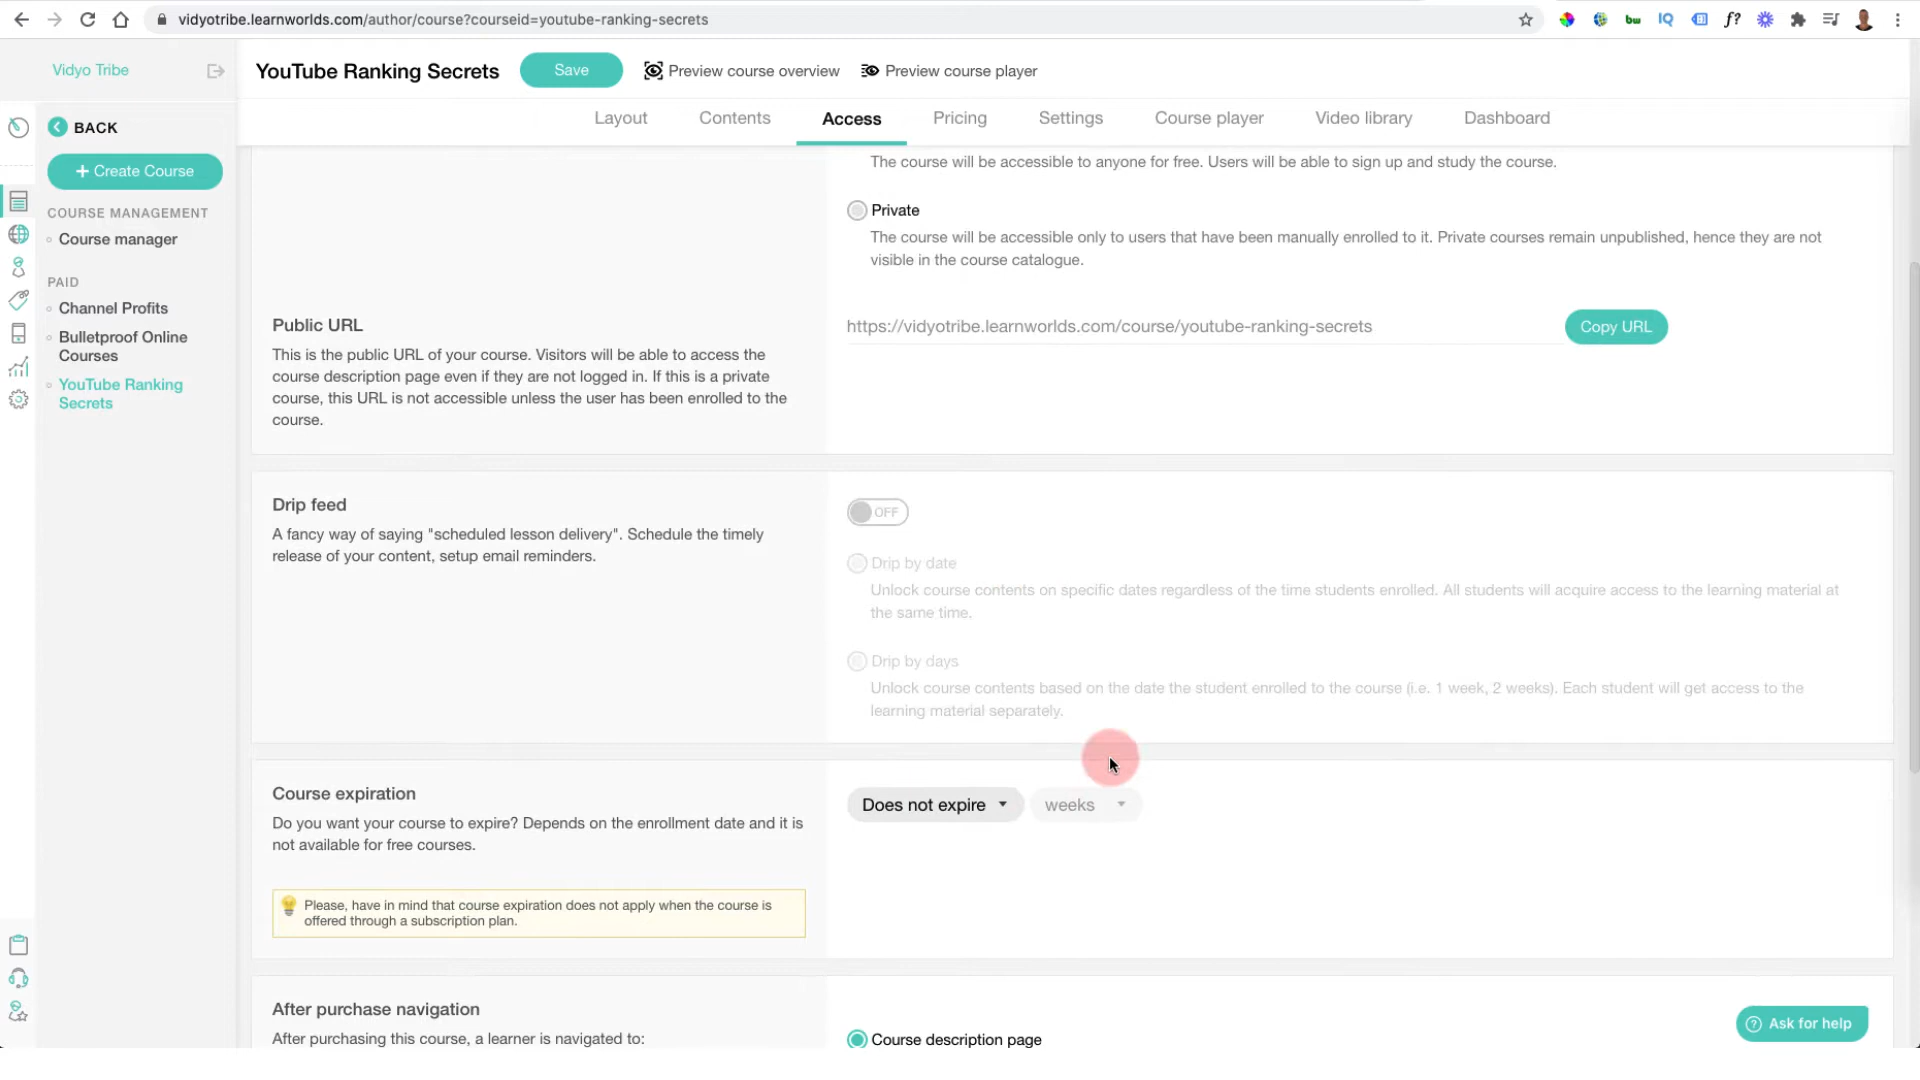 vidyotribe.learnworlds.com/author/course?courseid=youtube-ranking-secrets
bw
IQ
f?
Vidyo Tribe
YouTube Ranking Secrets
Save
Preview course overview
Preview course player
Layout
Contents
Access
Pricing
Settings
Course player
Video library
Dashboard
BACK
+ Create Course
COURSE MANAGEMENT
Course manager
PAID
Channel Profits
Bulletproof Online
Courses
YouTube Ranking
Secrets
The course will be accessible to anyone for free. Users will be able to sign up and study the course.
Private
The course will be accessible only to users that have been manually enrolled to it. Private courses remain unpublished, hence they are not
visible in the course catalogue.
Public URL
This is the public URL of your course. Visitors will be able to access the
course description page even if they are not logged in. If this is a private
course, this URL is not accessible unless the user has been enrolled to the
course.
https://vidyotribe.learnworlds.com/course/youtube-ranking-secrets
Copy URL
Drip feed
A fancy way of saying "scheduled lesson delivery". Schedule the timely
release of your content, setup email reminders.
OFF
Drip by date
Unlock course contents on specific dates regardless of the time students enrolled. All students will acquire access to the learning material at
the same time.
Drip by days
Unlock course contents based on the date the student enrolled to the course (i.e. 1 week, 2 weeks). Each student will get access to the
learning material separately.
Course expiration
Do you want your course to expire? Depends on the enrollment date and it is
not available for free courses.
Please, have in mind that course expiration does not apply when the course is
offered through a subscription plan.
Does not expire
weeks
After purchase navigation
After purchasing this course, a learner is navigated to:
Course description page
? Ask for help